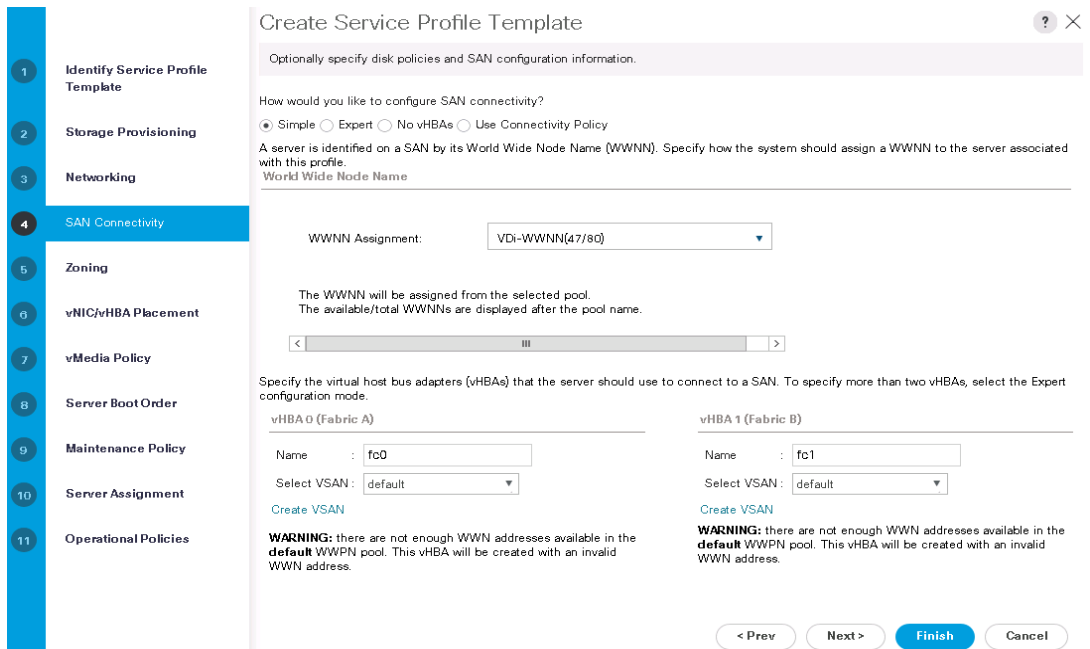 Create Service Profile Template
?
Optionally specify disk policies and SAN configuration information.
1
Identify Service Profile
Template
2
Storage Provisioning
3
Networking
4
SAN Connectivity
5
Zoning
6
vNIC/vHBA Placement
7
vMedia Policy
8
Server Boot Order
9
Maintenance Policy
10
Server Assignment
11
Operational Policies
How would you like to configure SAN connectivity?
Simple Expert No vHBAs Use Connectivity Policy
A server is identified on a SAN by its World Wide Node Name (WWNN). Specify how the system should assign a WWNN to the server associated
with this profile.
World Wide Node Name
WWNN Assignment: VDi-WWNN(47/80)
The WWNN will be assigned from the selected pool.
The available/total WWNNs are displayed after the pool name.
Specify the virtual host bus adapters (vHBAs) that the server should use to connect to a SAN. To specify more than two vHBAs, select the Expert
configuration mode.
vHBA 0 (Fabric A)
Name : fc0
Select VSAN : default
Create VSAN
WARNING: there are not enough WWN addresses available in the
default WWPN pool. This vHBA will be created with an invalid
WWN address.
vHBA 1 (Fabric B)
Name : fc1
Select VSAN : default
Create VSAN
WARNING: there are not enough WWN addresses available in the
default WWPN pool. This vHBA will be created with an invalid
WWN address.
< Prev Next > Finish Cancel